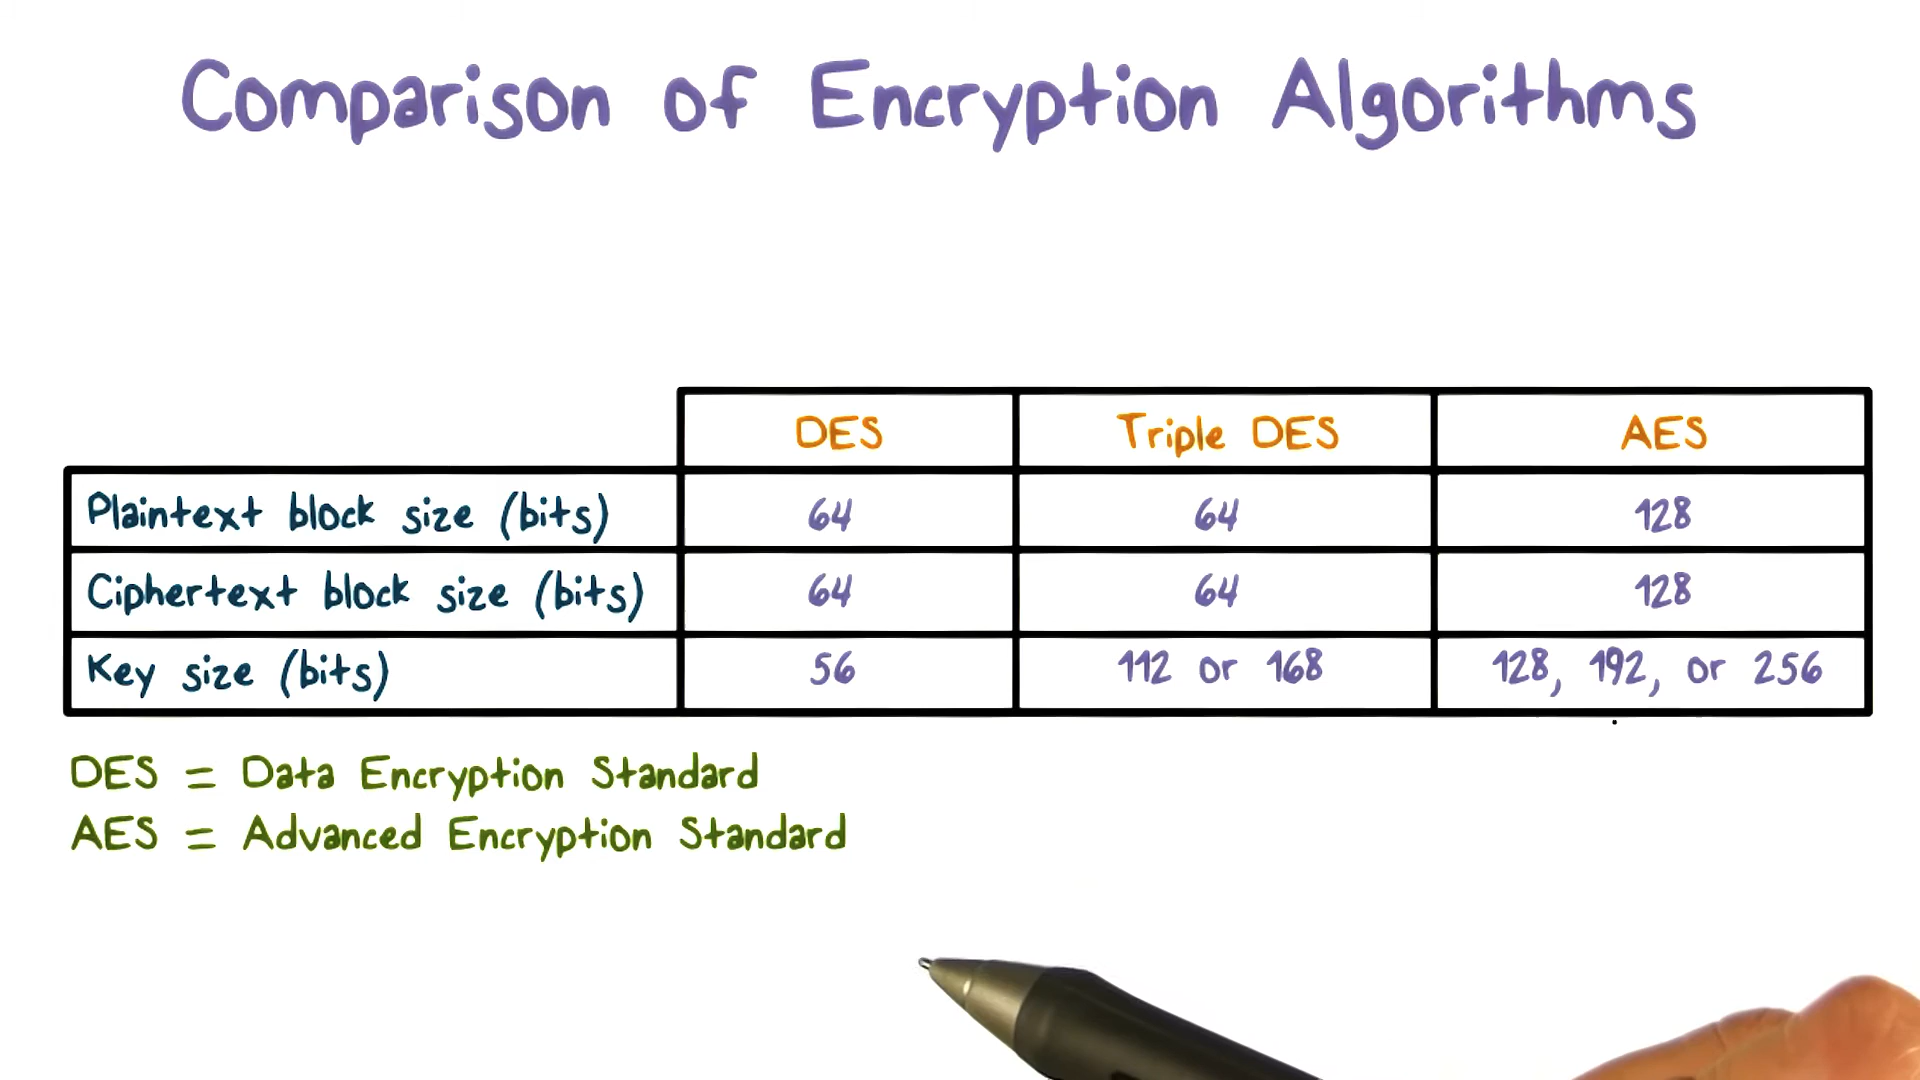 Comparison of Encryption Algorithms
DES Triple DES AES
Plaintext block size (bits) 64 64 128
Ciphertext block size (bits) 64 64 128
Key size (bits) 56 112 or 168 128, 192, or 256
DES = Data Encryption Standard
AES = Advanced Encryption Standard